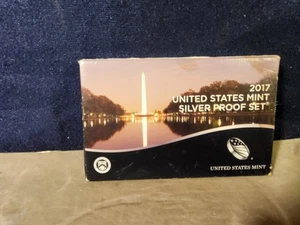 2017
UNITED STATES MINT
SILVER PROOF SET®
UNITED STATES MINT